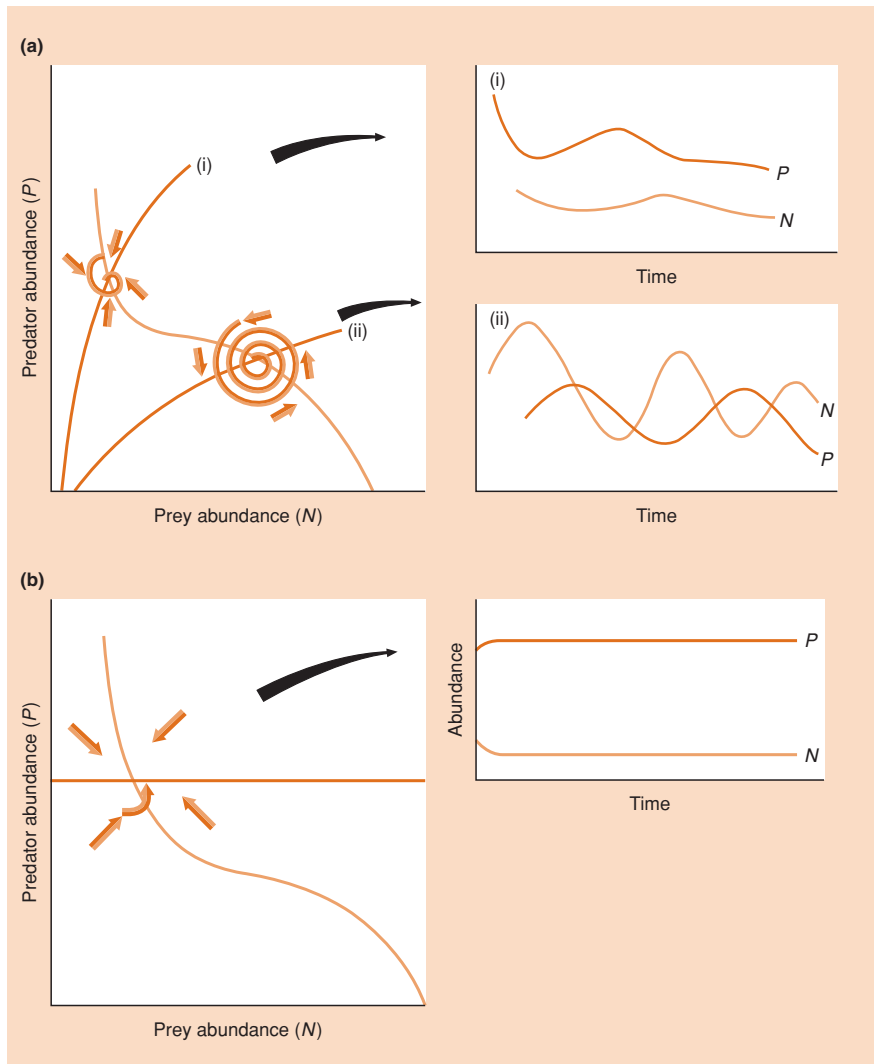 (a)
Predator abundance (P)
(i)
(ii)
Prey abundance (N)
(i)
P
N
Time
(ii)
N
P
Time
(b)
Predator abundance (P)
Prey abundance (N)
Abundance
P
N
Time